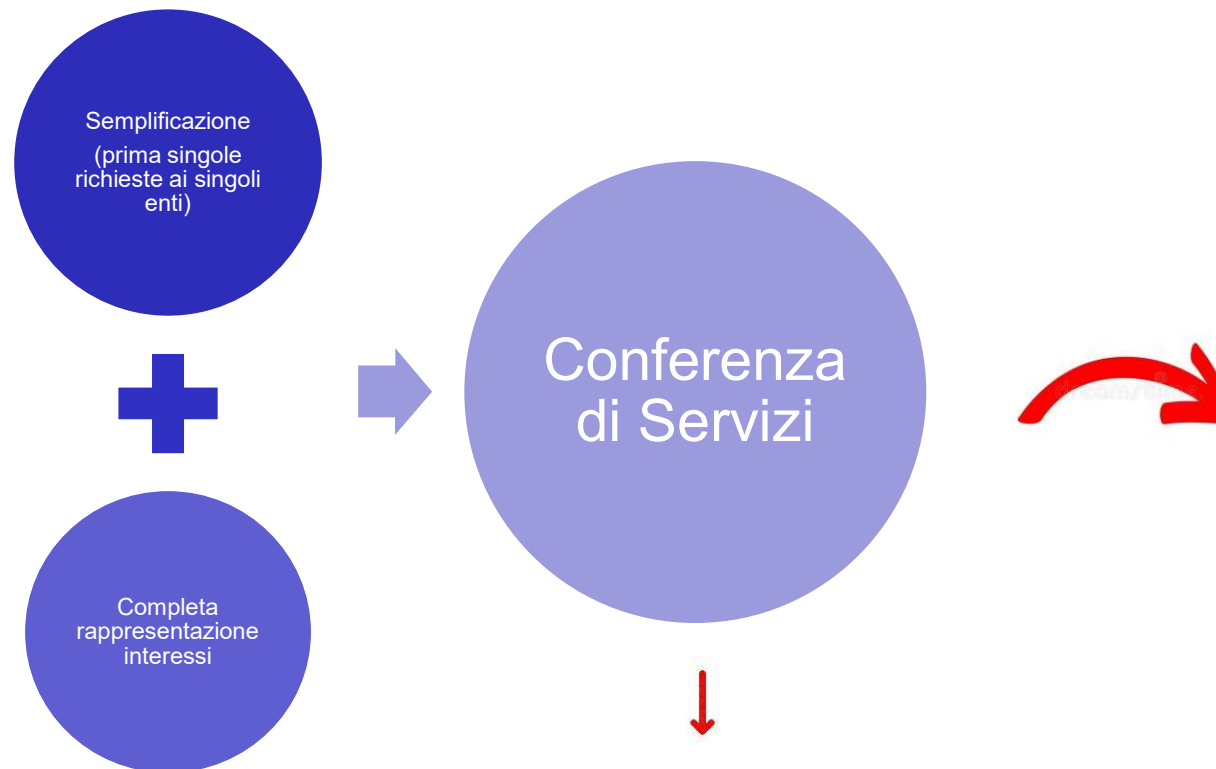 Semplificazione
(prima singole
richieste ai singoli
enti)
Conferenza
di Servizi
Completa
rappresentazione
interessi